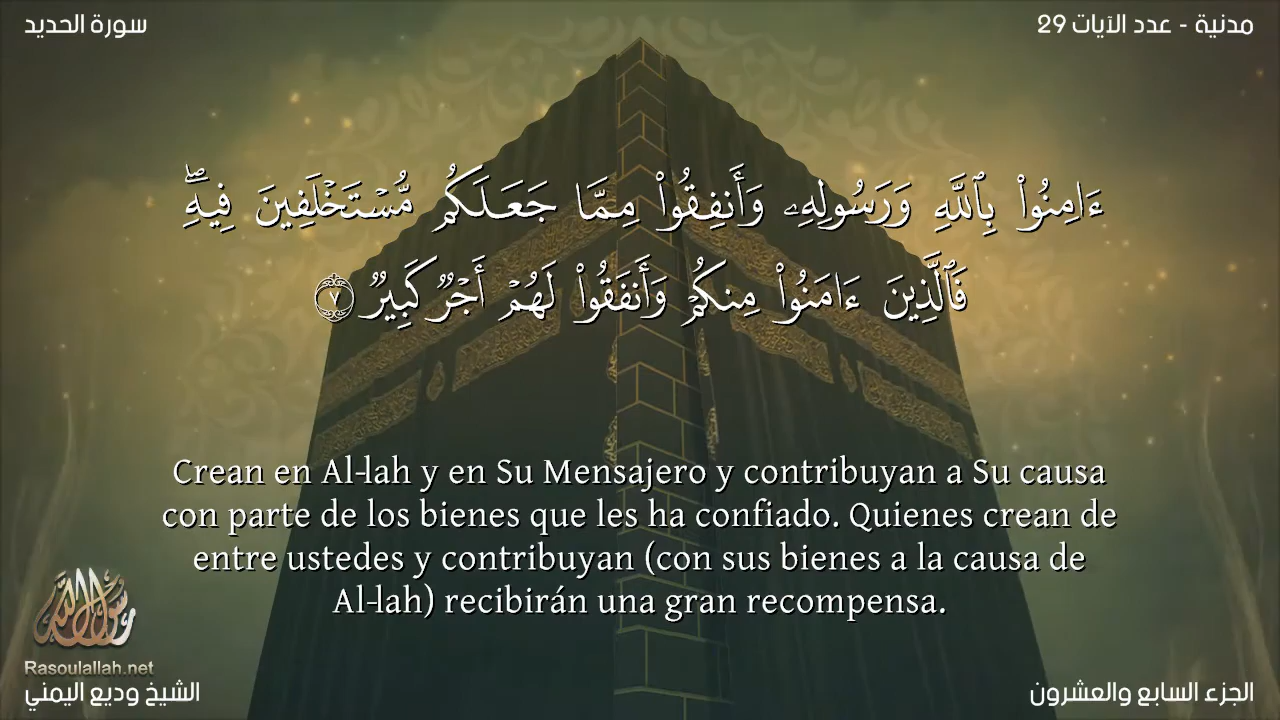 مدنية - عدد الآيات 29
سورة الحديد
ءَامِنُوا۟ بِٱللَّهِ وَرَسُولِهِۦ وَأَنفِقُوا۟ مِمَّا جَعَلَكُم مُّسْتَخْلَفِينَ فِيهِ ۖ
فَٱلَّذِينَ ءَامَنُوا۟ مِنكُمْ وَأَنفَقُوا۟ لَهُمْ أَجْرٌ كَبِيرٌ ٧
Crean en Al-lah y en Su Mensajero y contribuyan a Su causa
con parte de los bienes que les ha confiado. Quienes crean de
entre ustedes y contribuyan (con sus bienes a la causa de
Al-lah) recibirán una gran recompensa.
رسول الله
Rasoulallah.net
الجزء السابع والعشرون
الشيخ وديع اليمني